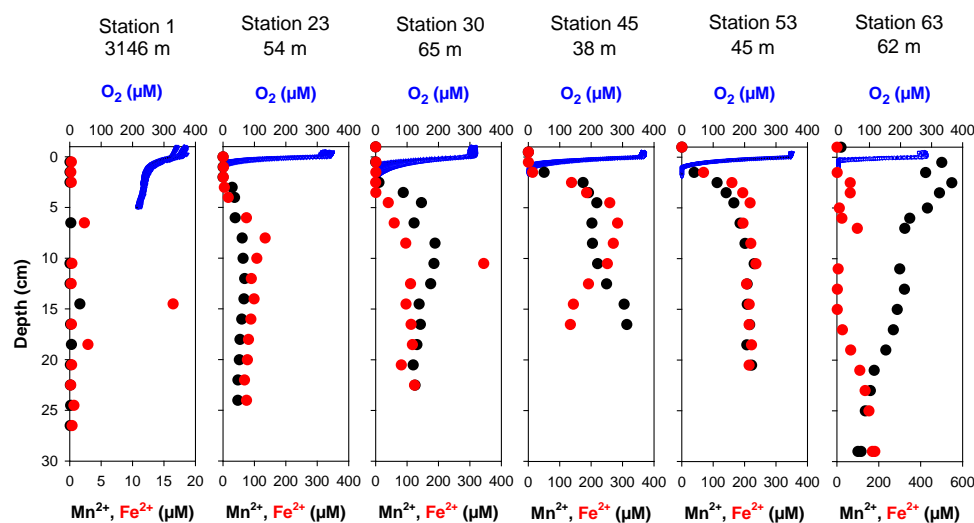 Station 1
3146 m
Station 23
54 m
Station 30
65 m
Station 45
38 m
Station 53
45 m
Station 63
62 m
O₂ (µM)
O₂ (µM)
O₂ (µM)
O₂ (µM)
O₂ (µM)
O₂ (µM)
0 100 200 300 400
0 100 200 300 400
0 100 200 300 400
0 100 200 300 400
0 100 200 300 400
0 200 400 600
Depth (cm)
0
5
10
15
20
25
30
0 5 10 15 20
0 100 200 300 400
0 100 200 300 400
0 100 200 300 400
0 100 200 300 400
0 200 400 600
Mn²⁺, Fe²⁺ (µM)
Mn²⁺, Fe²⁺ (µM)
Mn²⁺, Fe²⁺ (µM)
Mn²⁺, Fe²⁺ (µM)
Mn²⁺, Fe²⁺ (µM)
Mn²⁺, Fe²⁺ (µM)